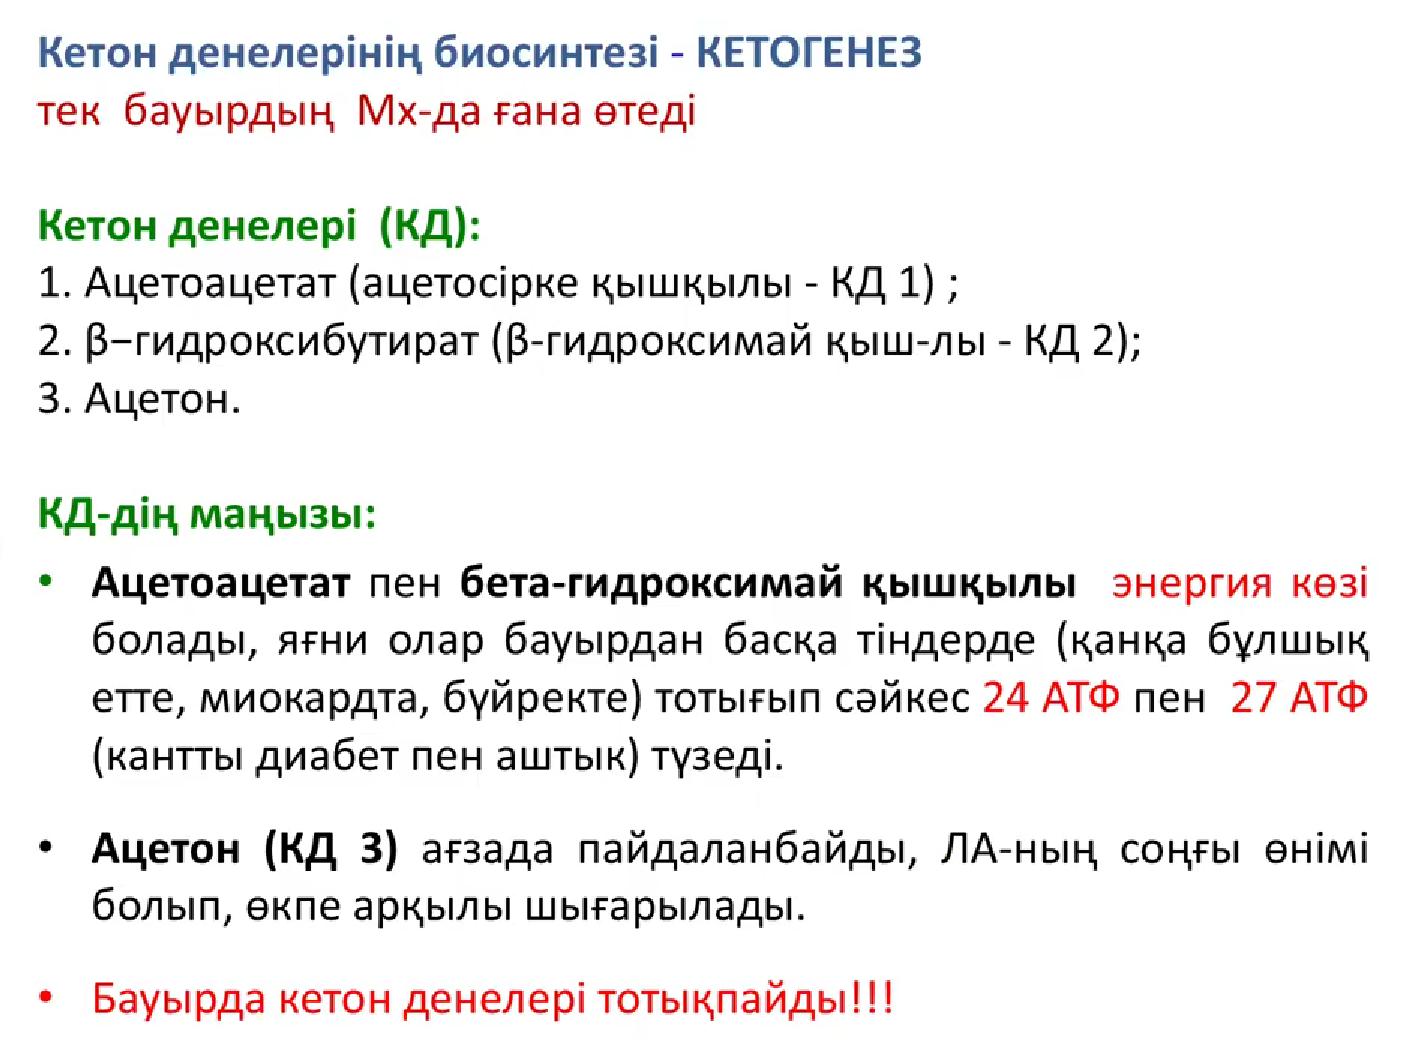 Кетон денелерінің биосинтезі - КЕТОГЕНЕЗ
тек бауырдың Мх-да ғана өтеді
Кетон денелері (КД):
1. Ацетоацетат (ацетосірке қышқылы - КД 1) ;
2. β–гидроксибутират (β-гидроксимай қыш-лы - КД 2);
3. Ацетон.
КД-дің маңызы:
• Ацетоацетат пен бета-гидроксимай қышқылы энергия көзі
болады, яғни олар бауырдан басқа тіндерде (қанқа бұлшық
етте, миокардта, бүйректе) тотығып сәйкес 24 АТФ пен 27 АТФ
(кантты диабет пен аштык) түзеді.
• Ацетон (КД 3) ағзада пайдаланбайды, ЛА-ның соңғы өнімі
болып, өкпе арқылы шығарылады.
• Бауырда кетон денелері тотықпайды!!!